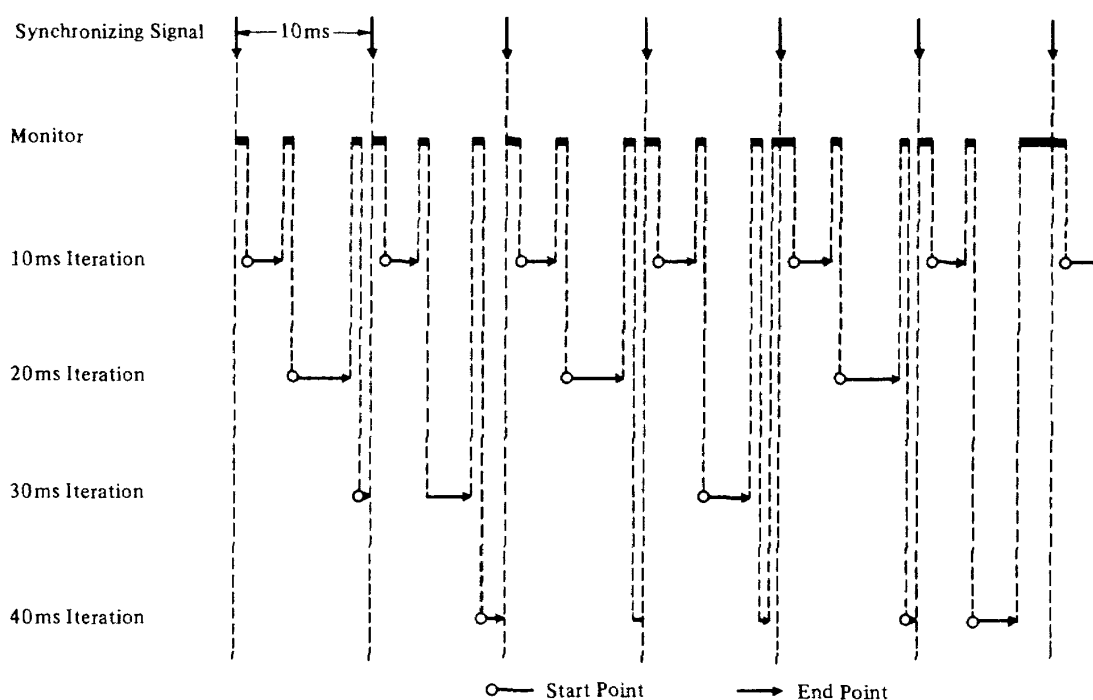 Synchronizing Signal
10ms
Monitor
10ms Iteration
20ms Iteration
30ms Iteration
40ms Iteration
Start Point
End Point